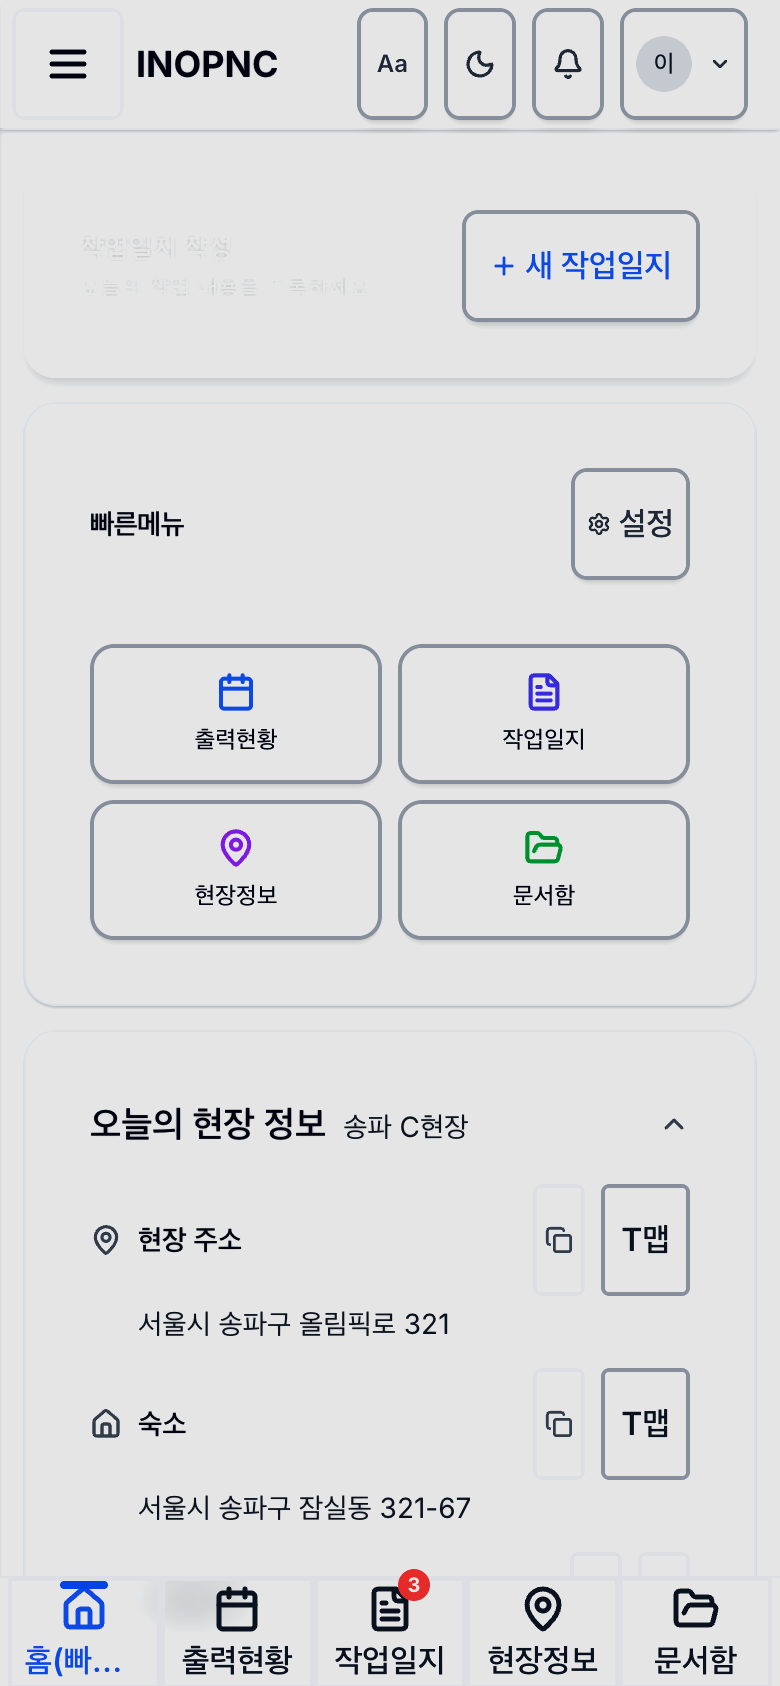 INOPNC Aa 이
작업일지 작성
+ 새 작업일지
오늘의 작업 내용을 기록하세요
빠른메뉴 설정
출력현황 작업일지
현장정보 문서함
오늘의 현장 정보 송파 C현장
현장 주소 T맵
서울시 송파구 올림픽로 321
숙소 T맵
서울시 송파구 잠실동 321-67
3
홈(빠... 출력현황 작업일지 현장정보 문서함